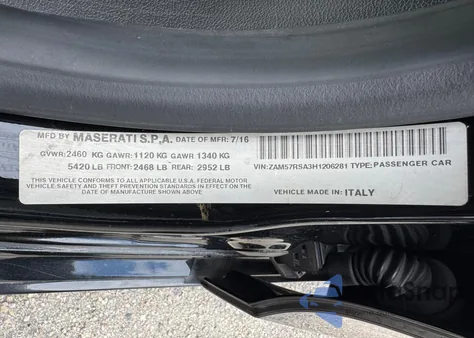 MFD BY MASERATI S.P,A. DATE OF MFR: 7/16
GVWR:2460 KG GAWR:1120 KG GAWR 1340 KG
5420 LB FRONT: 2468 LB REAR: 2952 LB
THIS VEHICLE CONFORMS TO ALL APPLICABLE U.S.A. FEDERAL MOTOR
VEHICLE SAFETY AND THEFT PREVENTION STANDARDS IN EFFECT ON THE
DATE OF MANUFACTURE SHOWN ABOVE.
VIN:ZAM57RSA3H1206281 TYPE:PASSENGER CAR
MADE IN: ITALY